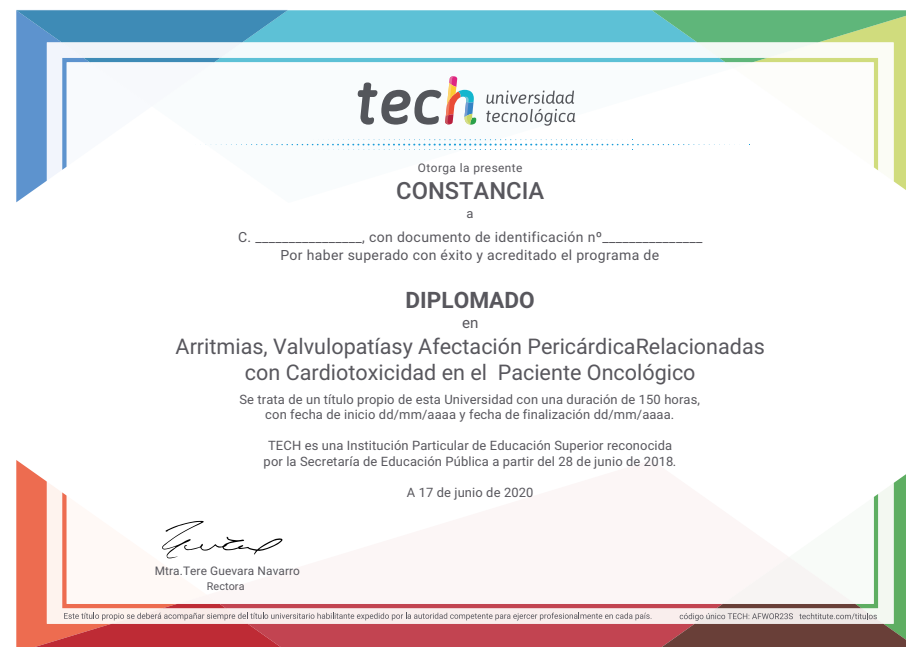 tech universidad
tecnológica
Otorga la presente
CONSTANCIA
a
C. ________________, con documento de identificación nº_______________
Por haber superado con éxito y acreditado el programa de
DIPLOMADO
en
Arritmias, Valvulopatíasy Afectación PericárdicaRelacionadas
con Cardiotoxicidad en el  Paciente Oncológico
Se trata de un título propio de esta Universidad con una duración de 150 horas,
con fecha de inicio dd/mm/aaaa y fecha de finalización dd/mm/aaaa.
TECH es una Institución Particular de Educación Superior reconocida
por la Secretaría de Educación Pública a partir del 28 de junio de 2018.
A 17 de junio de 2020
Mtra.Tere Guevara Navarro
Rectora
Este título propio se deberá acompañar siempre del título universitario habilitante expedido por la autoridad competente para ejercer profesionalmente en cada país. código único TECH: AFWOR23S techtitute.com/titulos